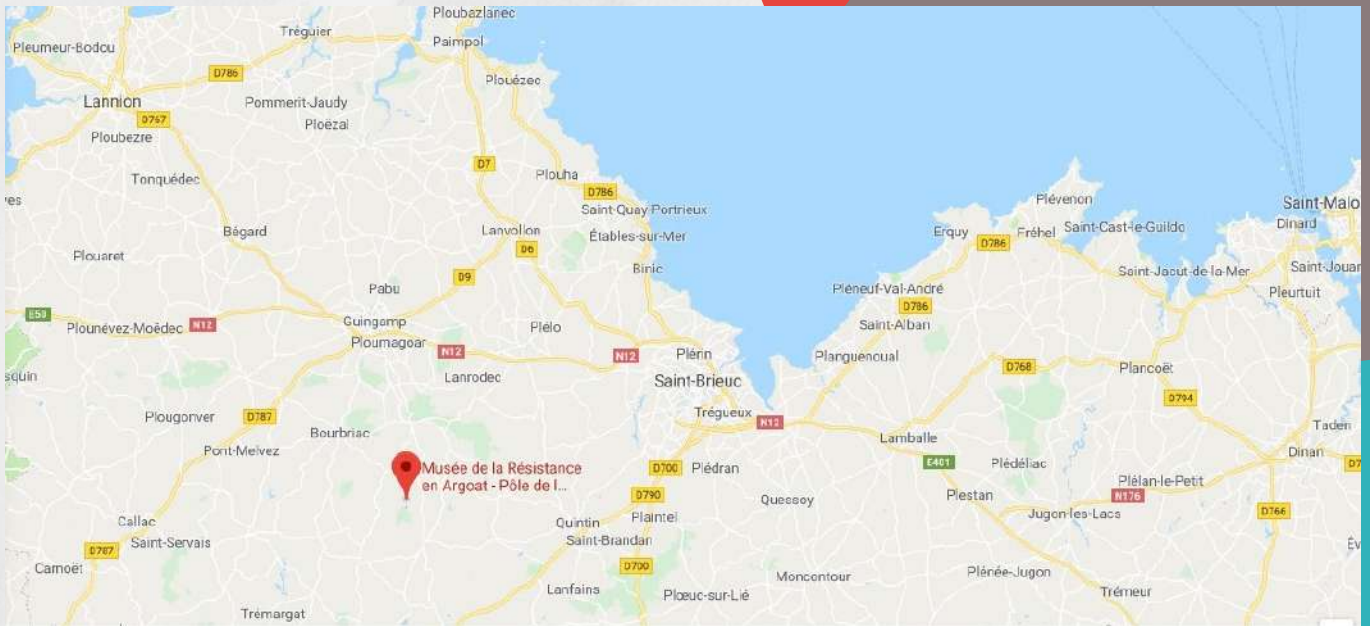 Ploubazlanec
Tréguier
Pleumeur-Bodou
Paimpol
D786
Plouézec
Lannion
Pommerit-Jaudy
D767
Ploëzal
Ploubezre
D7
Tonquédec
Plouha
D786
Plévenon
Saint-Malo
Saint-Quay-Portrieux
Bégard
Lanvollon
Étables-sur-Mer
Erquy
D786
Fréhel
Saint-Cast-le-Guildo
Dinard
D6
Plouaret
Binic
Saint-Jacut-de-la-Mer
Saint-Jouan
D9
Pabu
Pléneuf-Val-André
Pleurtuit
D786
E50
Plounévez-Moëdec
N12
Guingamp
Plélo
Saint-Alban
Ploumagoar
N12
N12
Plérin
Planguenoual
squin
Lanrodec
Saint-Brieuc
D768
Plancoët
D794
Plougonver
D787
Trégueux
N12
Taden
Bourbriac
Lamballe
Pont-Melvez
Dinan
Musée de la Résistance
en Argoat - Pôle de l...
D700
Plédran
E401
Plédéliac
D7
Plélan-le-Petit
D790
Quessoy
Plestan
N176
Callac
Quintin
Plaintel
Jugon-les-Lacs
D766
Saint-Servais
Saint-Brandan
D787
Carnoët
D700
Moncontour
Plénée-Jugon
Lanfains
Plœuc-sur-Lié
Trémeur
Trémargat